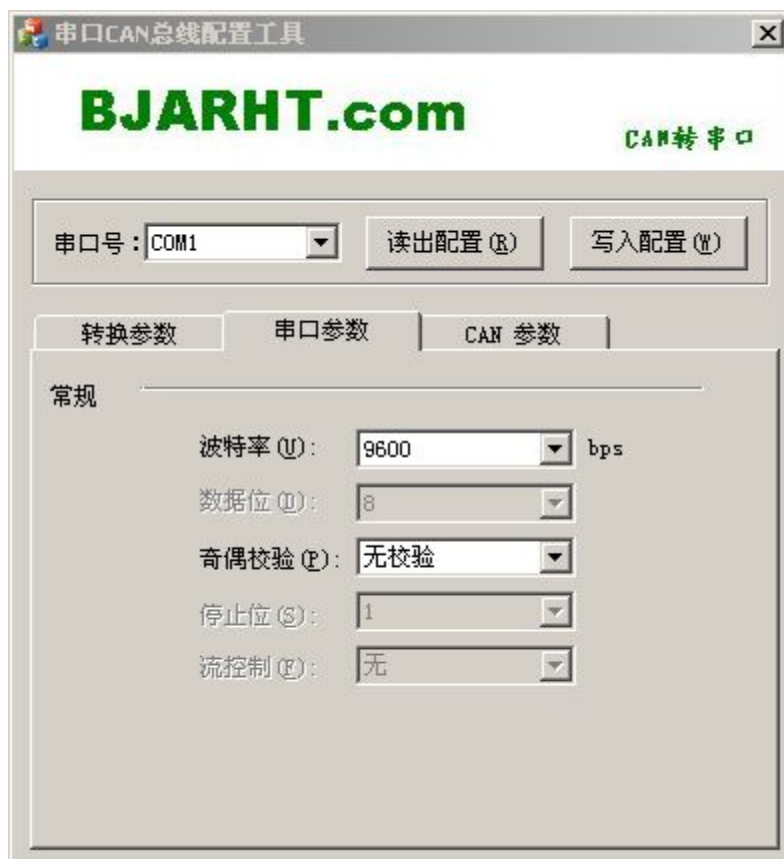 串口CAN总线配置工具
BJARHT.com
CAN转串口
串口号:COM1 读出配置(R) 写入配置(W)
转换参数 串口参数 CAN 参数
常规
波特率(U): 9600 bps
数据位(D): 8
奇偶校验(P): 无校验
停止位(S): 1
流控制(F): 无